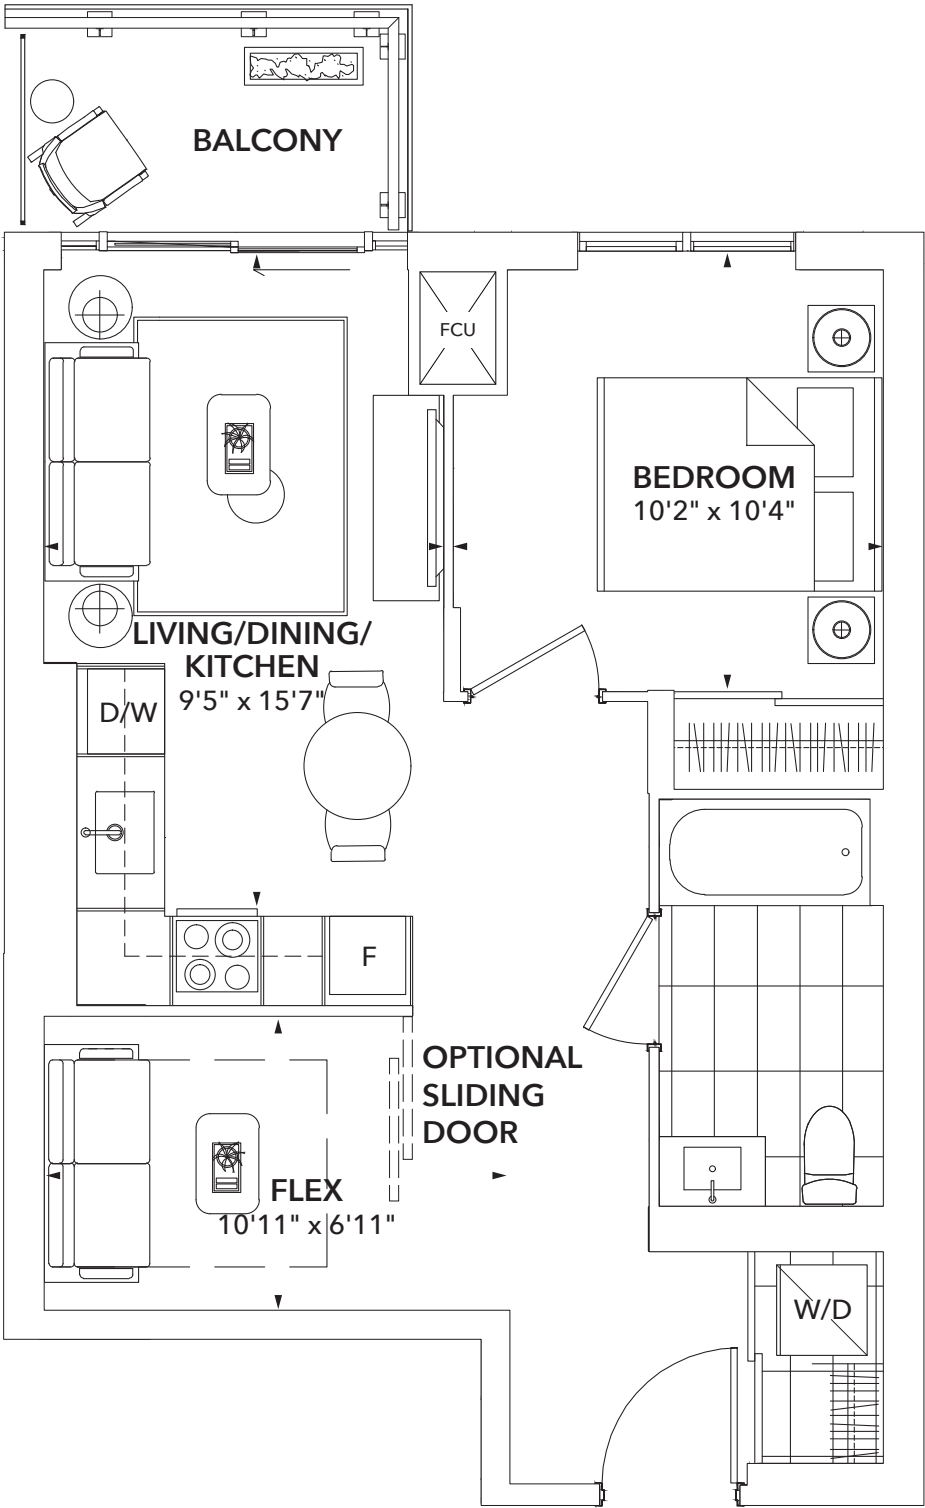 BALCONY
FCU
BEDROOM
10'2" x 10'4"
LIVING/DINING/
KITCHEN
9'5" x 15'7"
D/W
F
OPTIONAL
SLIDING
DOOR
FLEX
10'11" x 6'11"
W/D